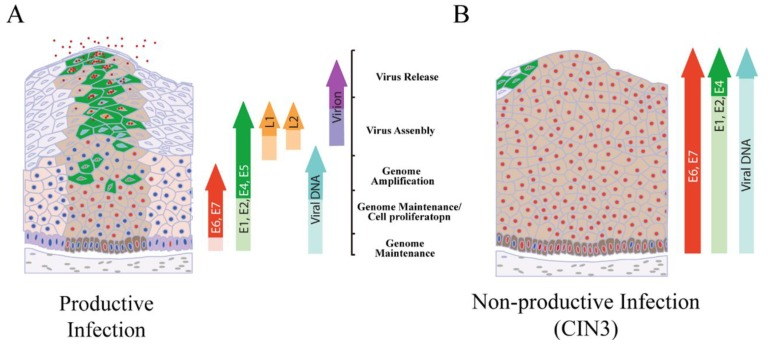 A
B
Virus Release
Virus Assembly
Genome
Amplification
Genome Maintenance/
Cell proliferatopn
Genome
Maintenance
E6, E7
E1, E2, E4, E5
L1
L2
Viral DNA
Virion
E6, E7
E1, E2, E4
Viral DNA
Productive
Infection
Non-productive Infection
(CIN3)